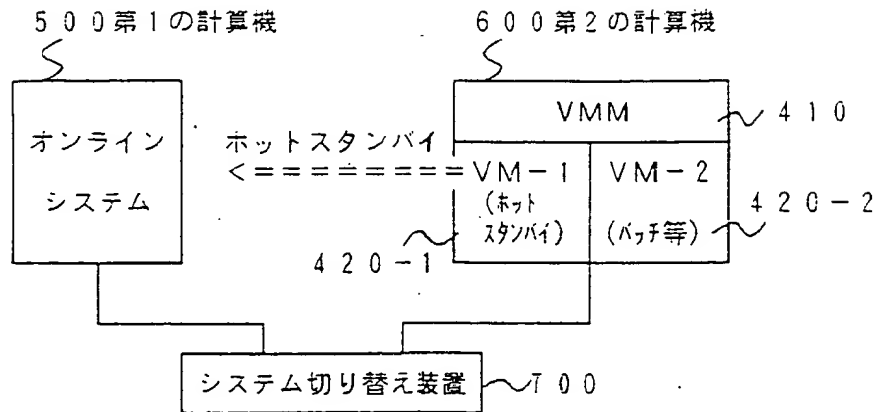 500第1の計算機
600第2の計算機
VMM
410
オンライン
システム
ホットスタンバイ
<========
VM-1
(ホット
スタンバイ)
VM-2
(バッチ等)
420-1
420-2
システム切り替え装置
700